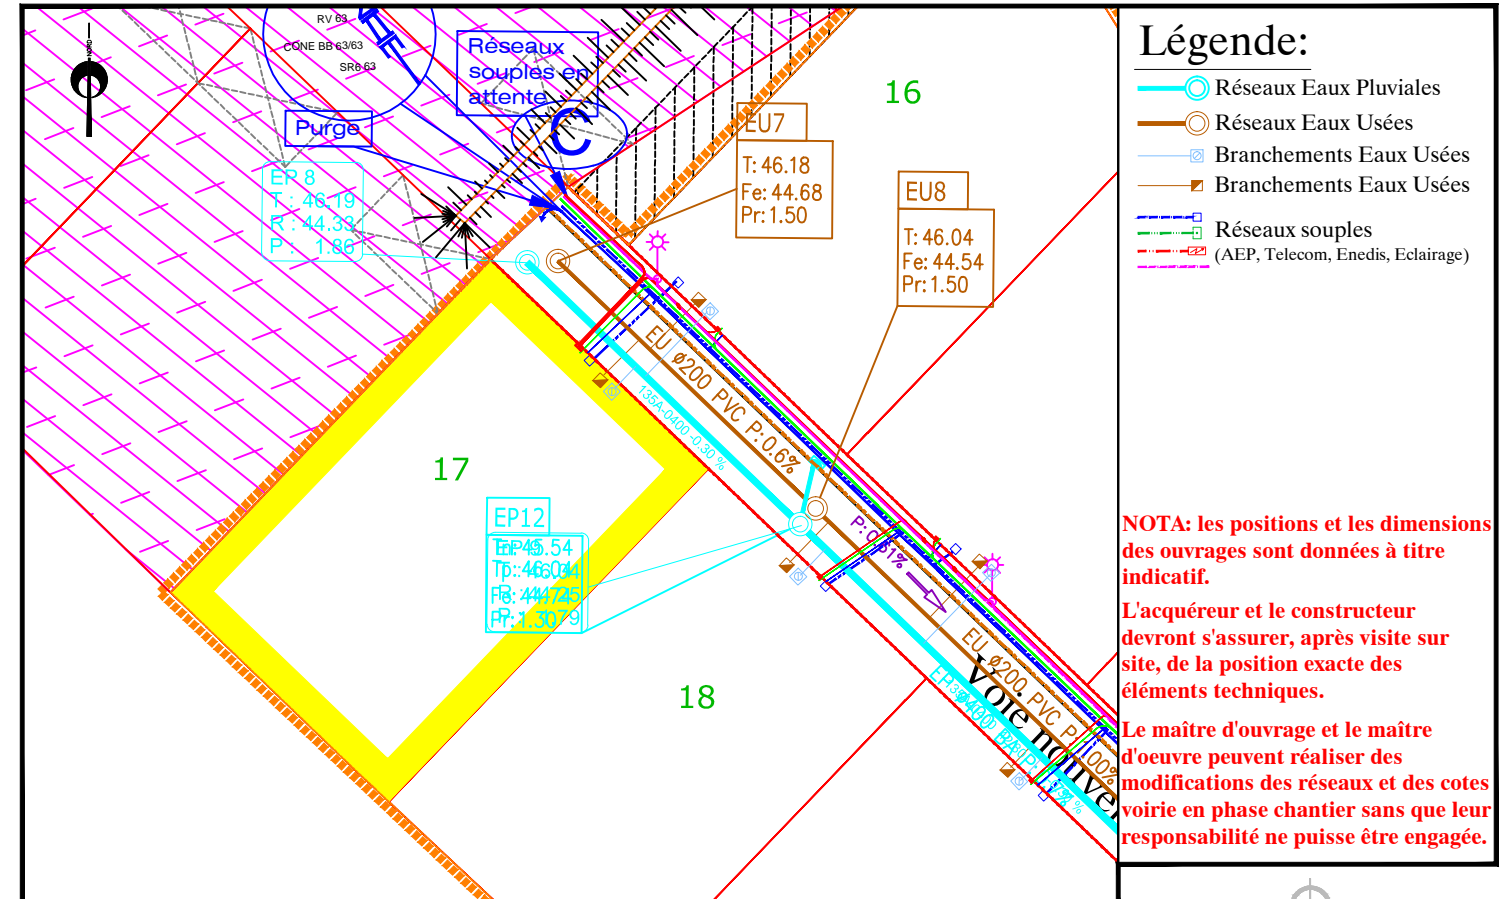 NORD
RV 63
CONE BB 63/63
SR6 63
Réseaux
souples en
attente
C
Purge
EP 8
T : 46.19
R : 44.33
P : 1.86
EU7
T: 46.18
Fe: 44.68
Pr: 1.50
16
EU8
T: 46.04
Fe: 44.54
Pr: 1.50
EU ø200 PVC P: 0.6%
135A-0400 -0.30 %
17
EP12
P: 0.61%
EU ø200 PVC P:
18
Voie nouve
Légende:
Réseaux Eaux Pluviales
Réseaux Eaux Usées
Branchements Eaux Usées
Branchements Eaux Usées
Réseaux souples
(AEP, Telecom, Enedis, Eclairage)
NOTA: les positions et les dimensions
des ouvrages sont données à titre
indicatif.
L'acquéreur et le constructeur
devront s'assurer, après visite sur
site, de la position exacte des
éléments techniques.
Le maître d'ouvrage et le maître
d'oeuvre peuvent réaliser des
modifications des réseaux et des cotes
voirie en phase chantier sans que leur
responsabilité ne puisse être engagée.